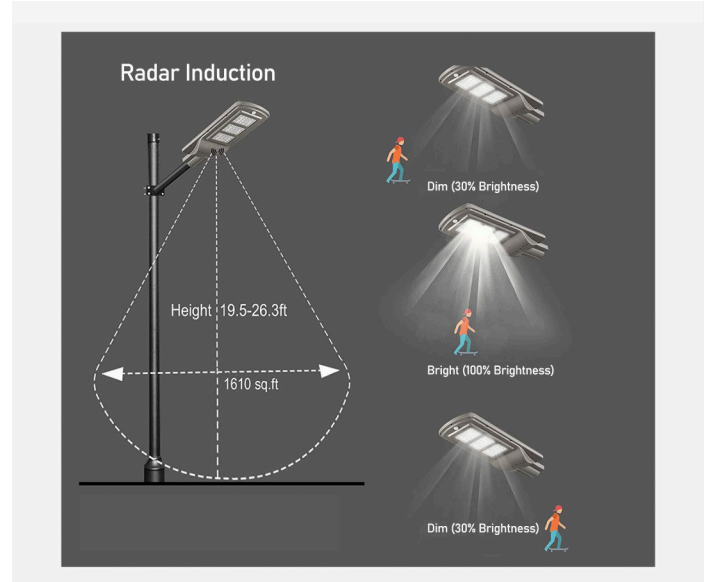 Radar Induction
Height 19.5-26.3ft
1610 sq.ft
Dim (30% Brightness)
Bright (100% Brightness)
Dim (30% Brightness)